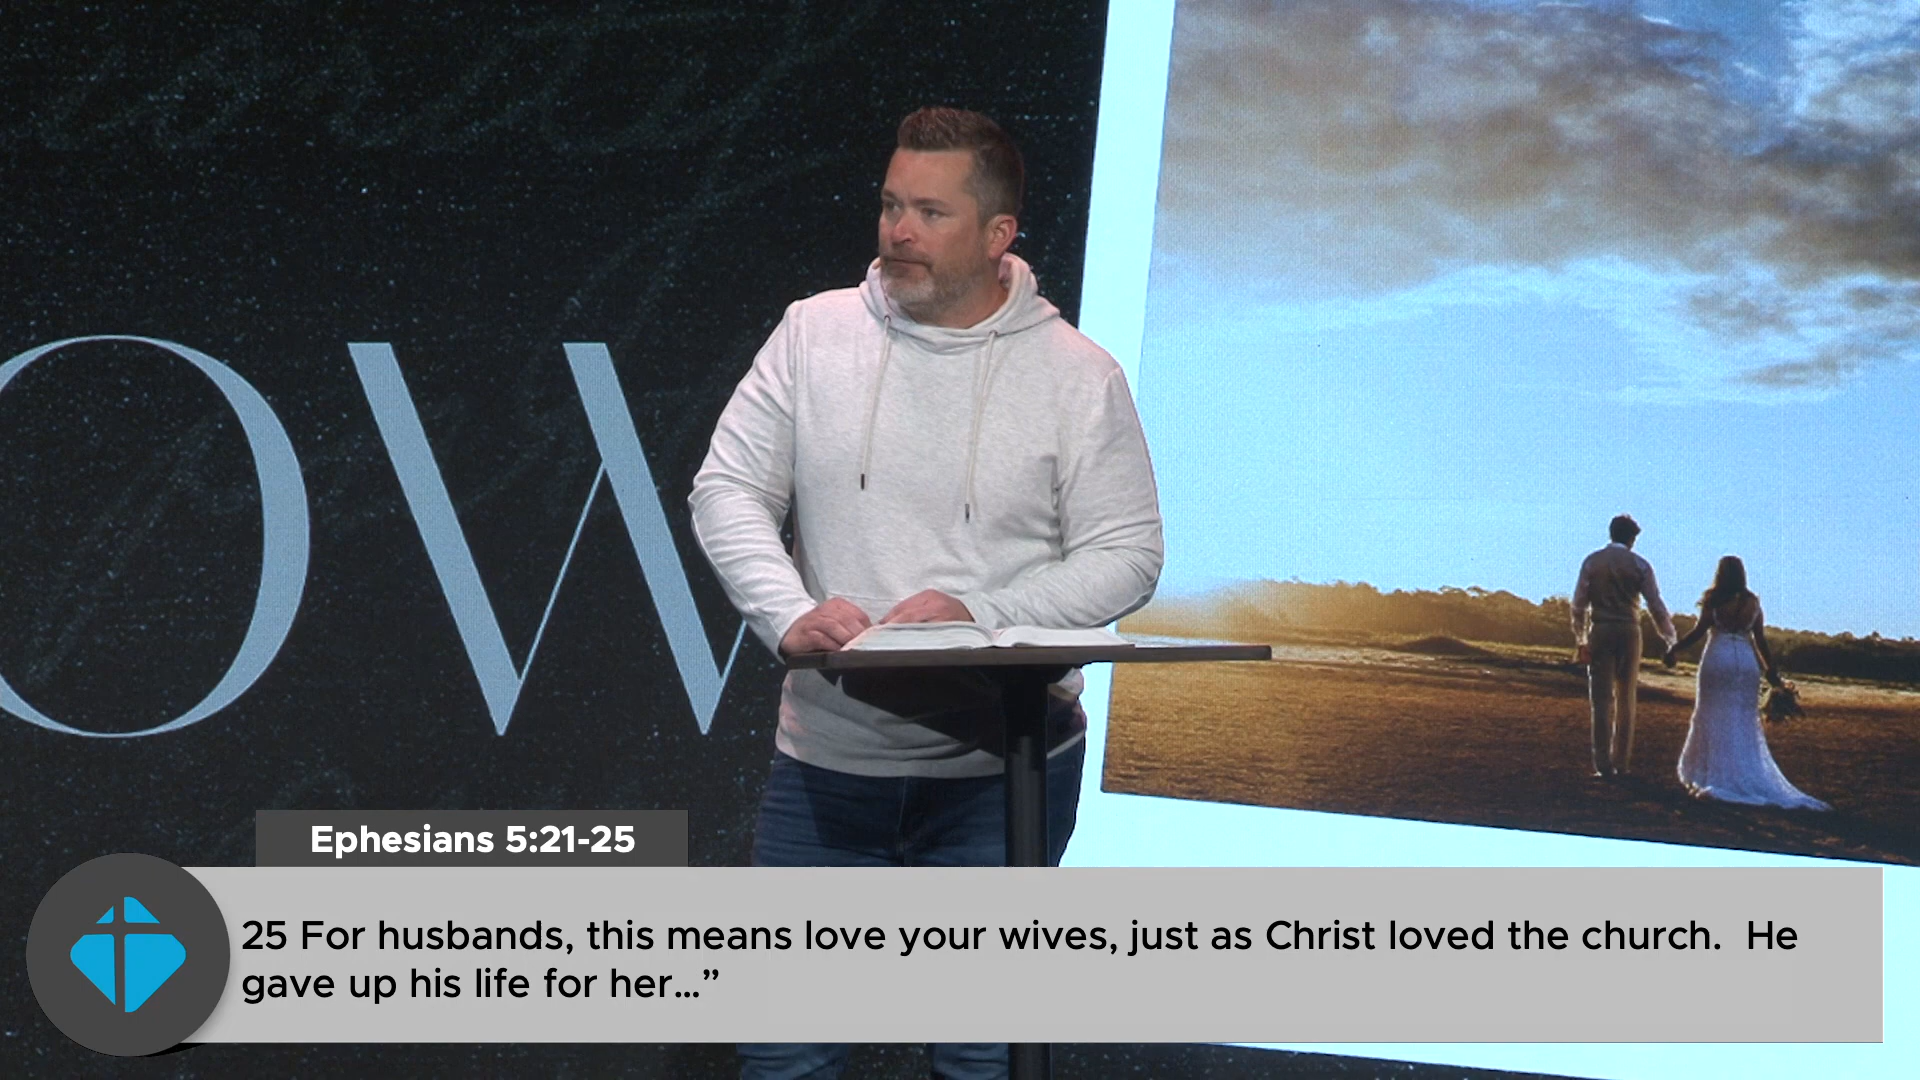 OW
Ephesians 5:21-25
25 For husbands, this means love your wives, just as Christ loved the church.  He
gave up his life for her...”